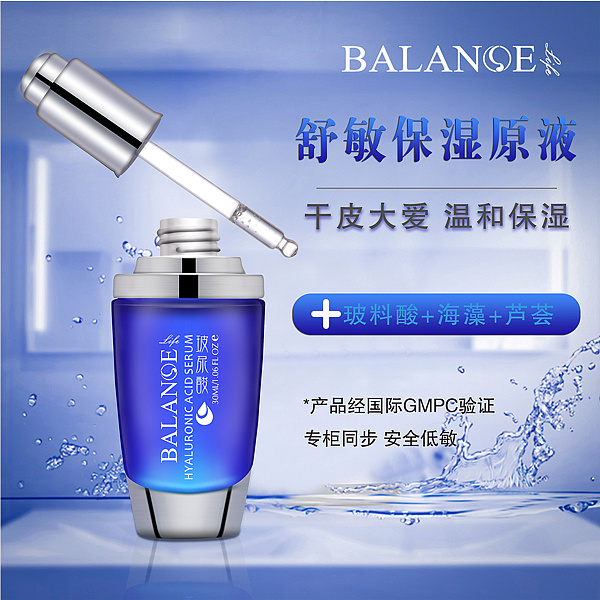 BALANCE Life
舒敏保湿原液
干皮大爱 温和保湿
+玻料酸+海藻+芦荟
*产品经国际GMPC验证
专柜同步 安全低敏
BALANCE Life
HYALURONIC ACID SERUM
玻尿酸
30ML/1.06 FL.OZ e